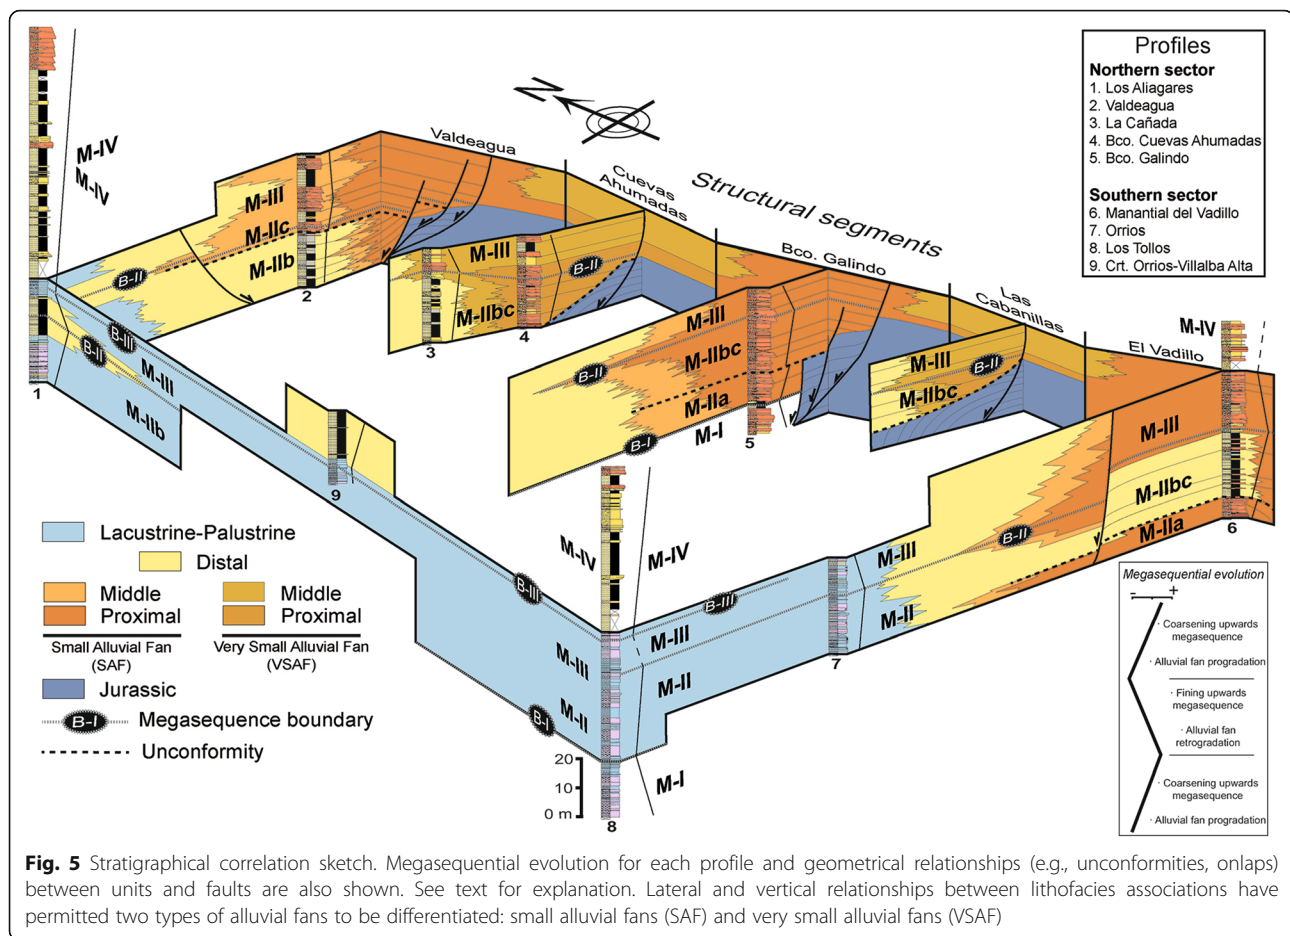 Profiles
Northern sector
1. Los Aliagares
2. Valdeagua
3. La Cañada
4. Bco. Cuevas Ahumadas
5. Bco. Galindo
Southern sector
6. Manantial del Vadillo
7. Orrios
8. Los Tollos
9. Crt. Orrios-Villalba Alta
N
Structural segments
Valdeagua
Cuevas
Ahumadas
Bco. Galindo
Las
Cabanillas
El Vadillo
M-IV
M-IV
B-III
B-II
M-III
M-IIb
1
M-III
M-IIc
B-II
M-IIb
2
M-III
B-II
M-IIbc
3
4
M-III
B-II
M-IIbc
M-IIa
B-I
M-I
5
M-III
B-II
M-IIbc
M-IV
M-III
M-IIbc
B-II
M-IIa
6
9
B-III
M-III
M-II
B-I
M-IV
M-IV
B-III
M-III
M-II
M-I
M-III
M-II
7
20
10
0 m
8
Lacustrine-Palustrine
Distal
Middle
Proximal
Small Alluvial Fan
(SAF)
Middle
Proximal
Very Small Alluvial Fan
(VSAF)
Jurassic
B-I Megasequence boundary
Unconformity
Megasequential evolution
- +
· Coarsening upwards
megasequence
· Alluvial fan progradation
· Fining upwards
megasequence
· Alluvial fan
retrogradation
· Coarsening upwards
megasequence
· Alluvial fan progradation
Fig. 5 Stratigraphical correlation sketch. Megasequential evolution for each profile and geometrical relationships (e.g., unconformities, onlaps)
between units and faults are also shown. See text for explanation. Lateral and vertical relationships between lithofacies associations have
permitted two types of alluvial fans to be differentiated: small alluvial fans (SAF) and very small alluvial fans (VSAF)